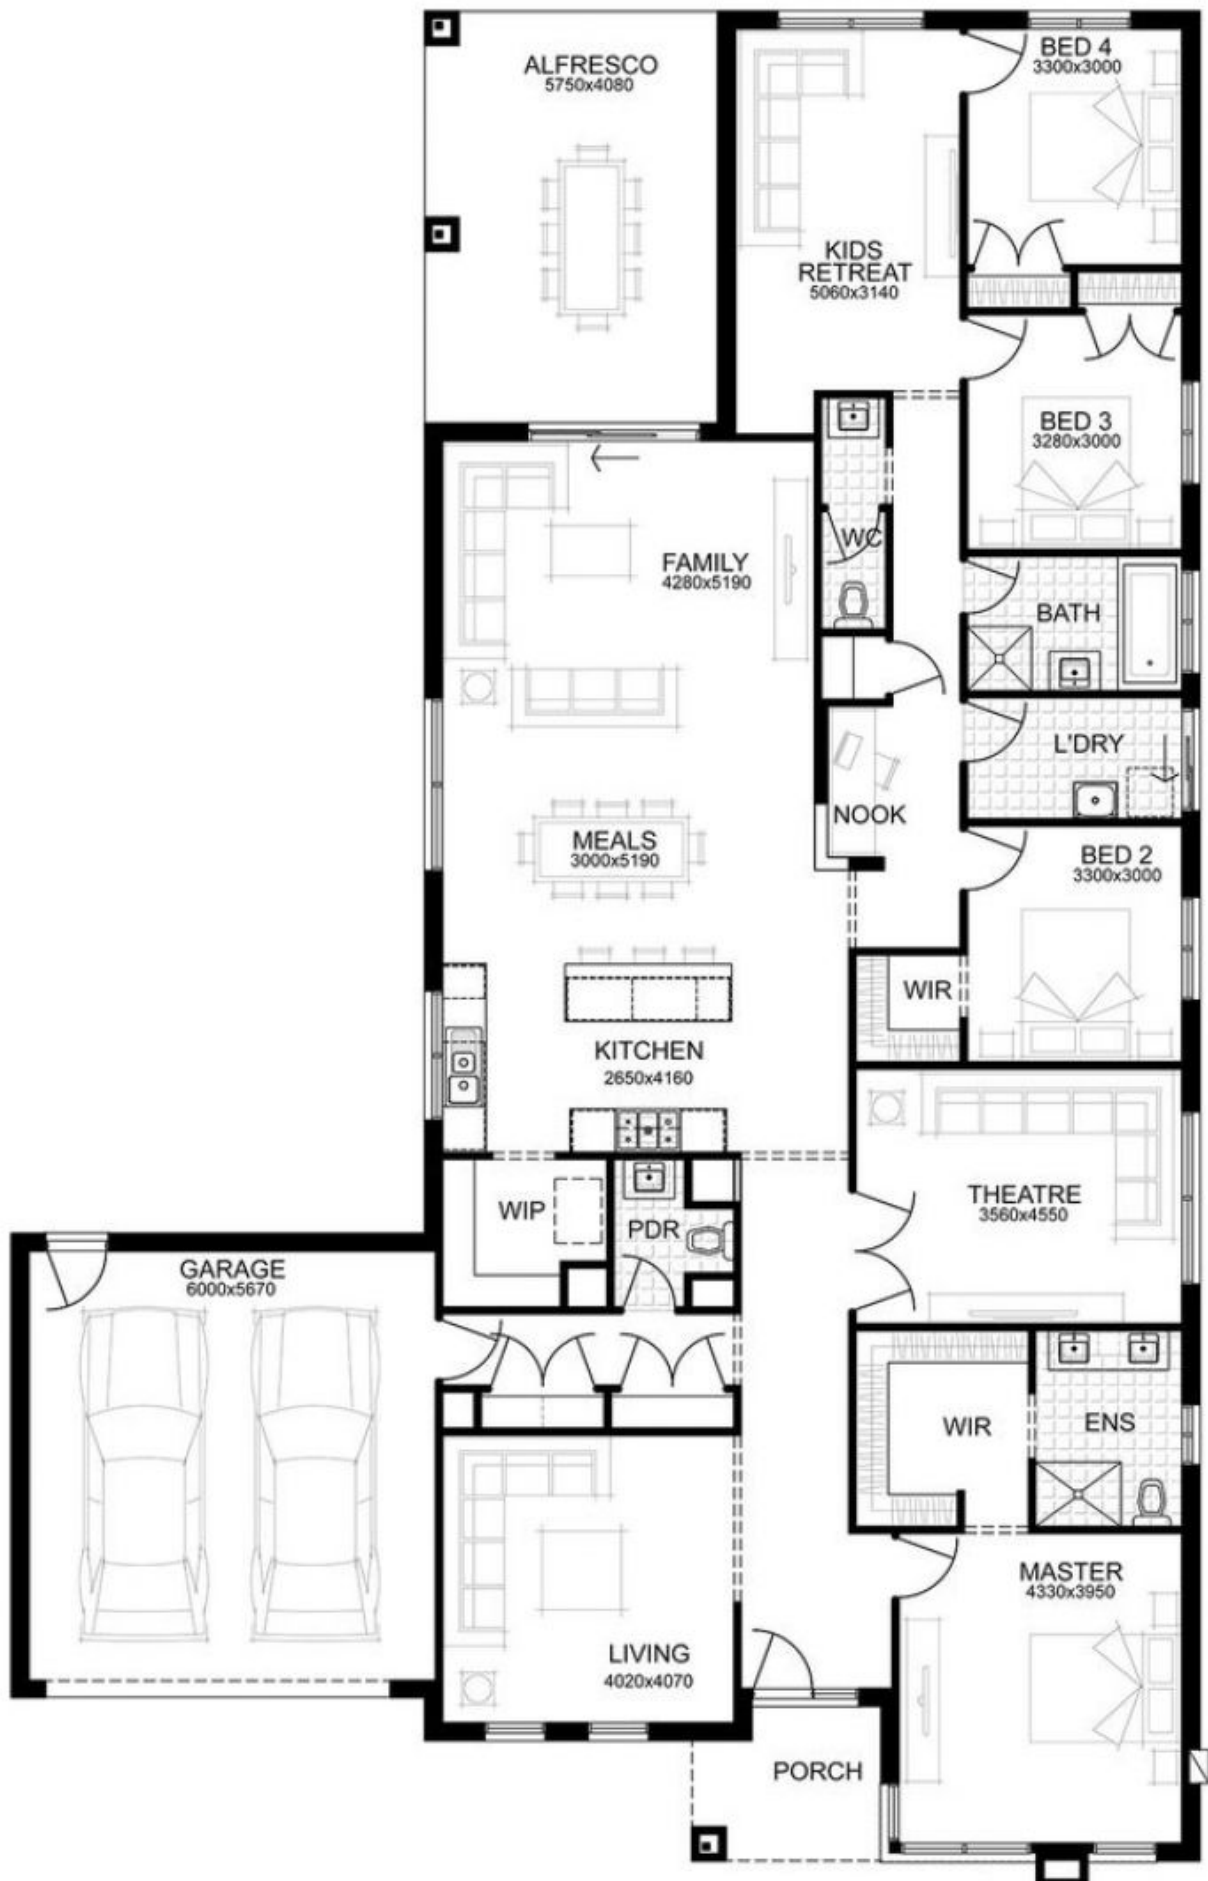 ALFRESCO
5750x4080
BED 4
3300x3000
KIDS
RETREAT
5060x3140
BED 3
3280x3000
WC
FAMILY
4280x5190
BATH
L'DRY
NOOK
MEALS
3000x5190
BED 2
3300x3000
WIR
KITCHEN
2650x4160
THEATRE
3560x4550
WIP
PDR
GARAGE
6000x5670
WIR
ENS
MASTER
4330x3950
LIVING
4020x4070
PORCH